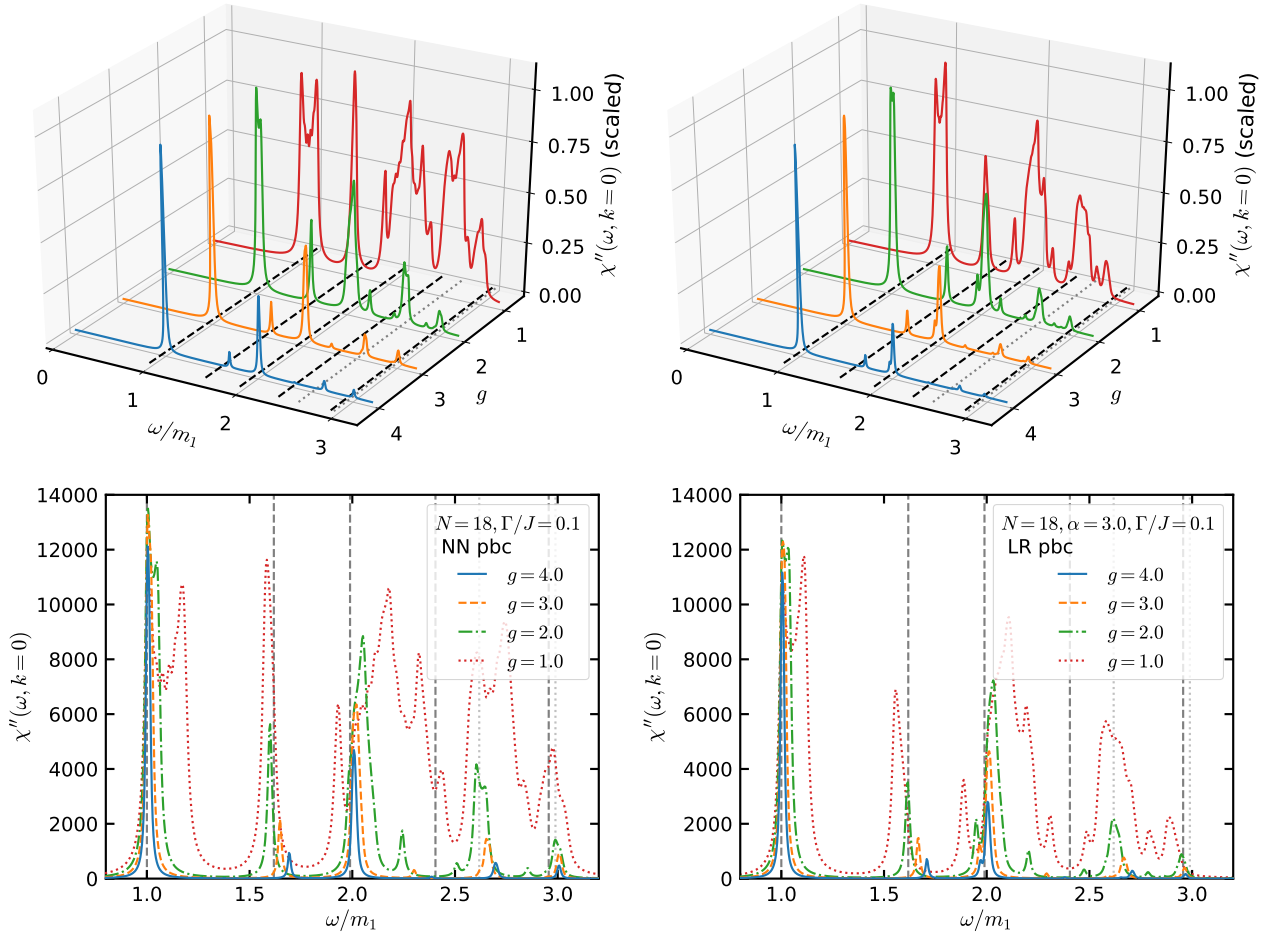 1.00
0.75
0.50
0.25
0.00
χ″(ω, k = 0) (scaled)
0
1
2
3
ω/m₁
1
2
3
4
g
1.00
0.75
0.50
0.25
0.00
χ″(ω, k = 0) (scaled)
0
1
2
3
ω/m₁
1
2
3
4
g
14000
12000
10000
8000
6000
4000
2000
0
χ″(ω, k = 0)
N = 18, Γ/J = 0.1
NN pbc
g = 4.0
g = 3.0
g = 2.0
g = 1.0
1.0 1.5 2.0 2.5 3.0
ω/m₁
14000
12000
10000
8000
6000
4000
2000
0
χ″(ω, k = 0)
N = 18, α = 3.0, Γ/J = 0.1
LR pbc
g = 4.0
g = 3.0
g = 2.0
g = 1.0
1.0 1.5 2.0 2.5 3.0
ω/m₁